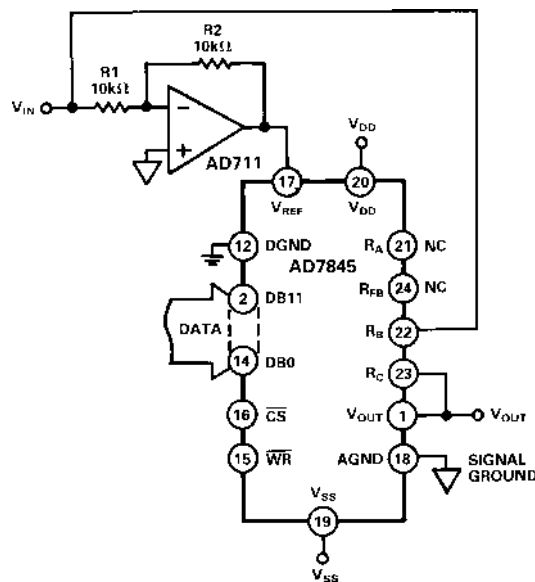 R2
10kΩ
R1
10kΩ
VIN
−
+
AD711
VDD
17
20
VREF
VDD
12
DGND
AD7845
RA
21
NC
2
DB11
RFB
24
NC
DATA
RB
22
14
DB0
RC
23
16
CS
VOUT
1
VOUT
15
WR
AGND
18
SIGNAL
GROUND
VSS
19
VSS